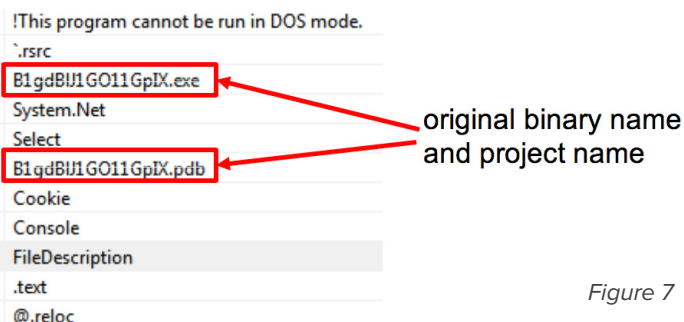 !This program cannot be run in DOS mode.
`.rsrc
B1gdBIJ1GO11GpIX.exe
System.Net
Select
B1gdBIJ1GO11GpIX.pdb
Cookie
Console
FileDescription
.text
@.reloc
original binary name
and project name
Figure 7